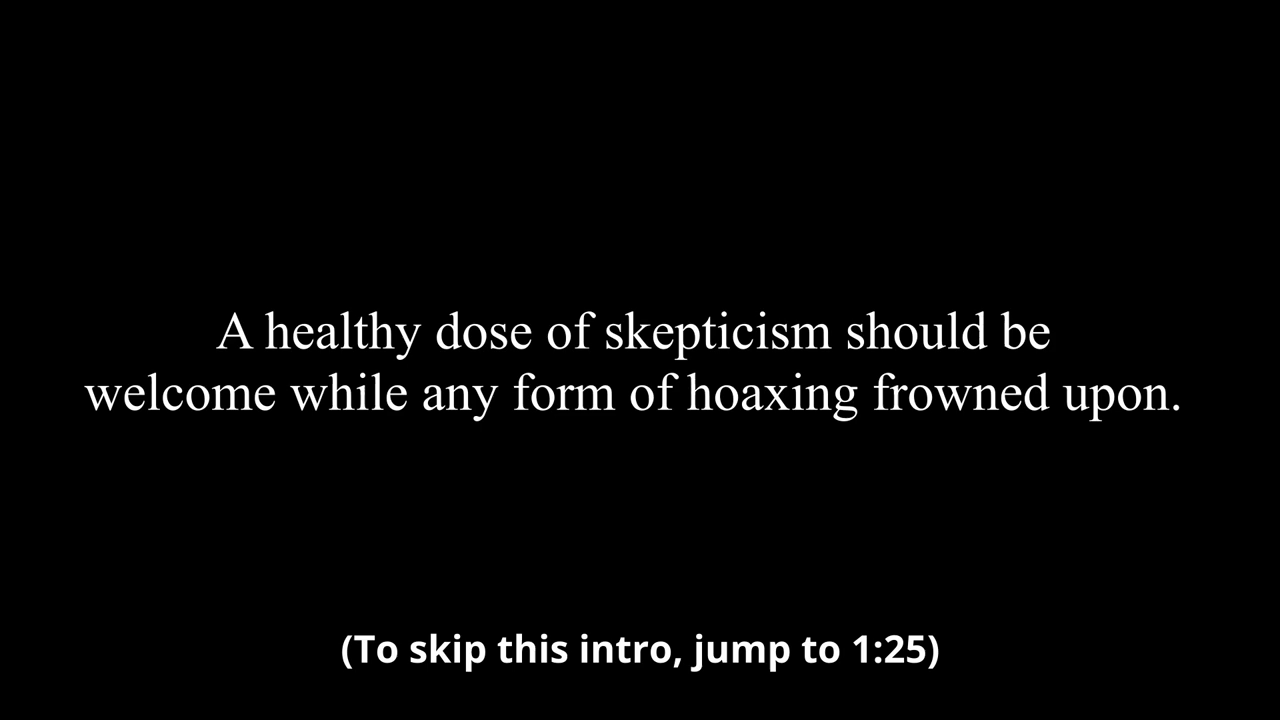 A healthy dose of skepticism should be
welcome while any form of hoaxing frowned upon.
(To skip this intro, jump to 1:25)